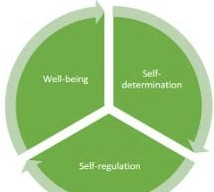 Well-being
Self-
determination
Self-regulation